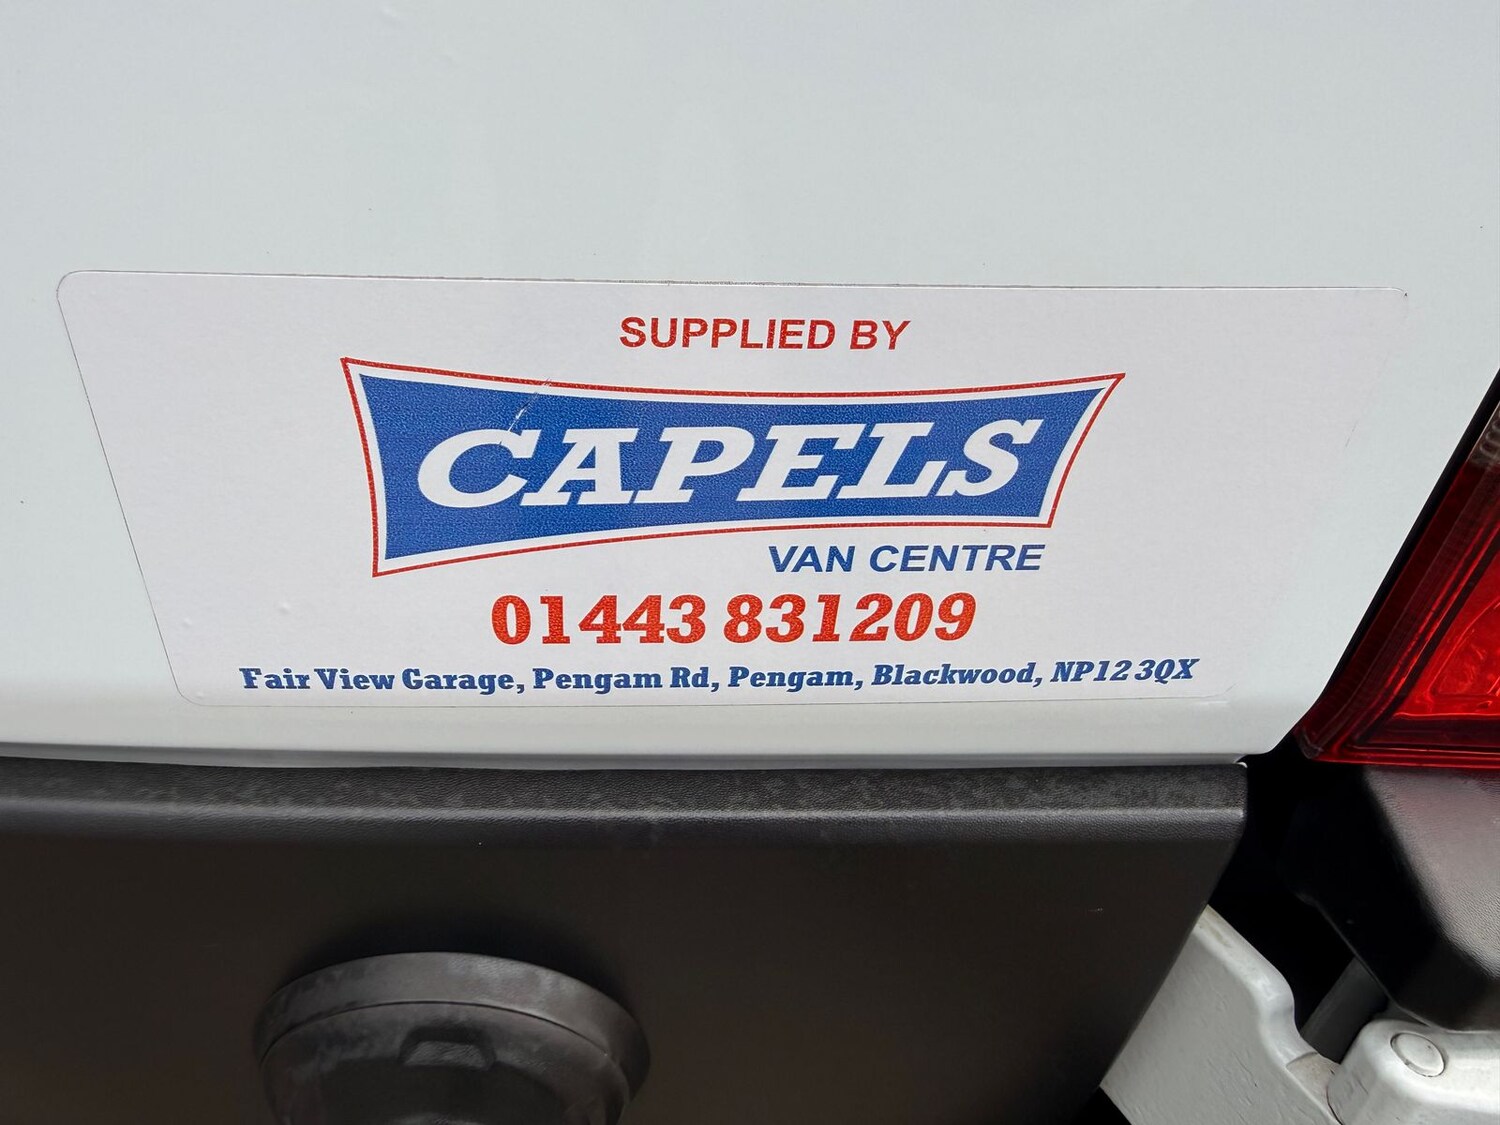 SUPPLIED BY
CAPELS
VAN CENTRE
01443 831209
Fair View Garage, Pengam Rd, Pengam, Blackwood, NP12 3QX